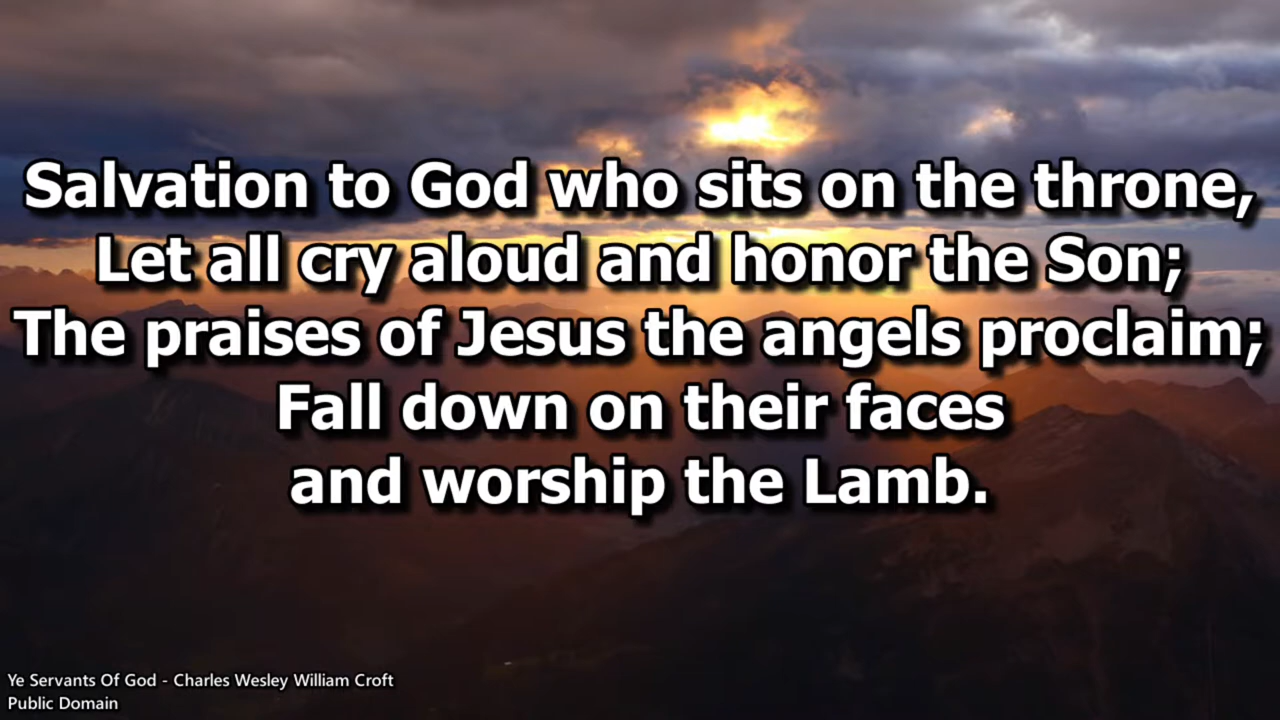 Salvation to God who sits on the throne,
Let all cry aloud and honor the Son;
The praises of Jesus the angels proclaim;
Fall down on their faces
and worship the Lamb.
Ye Servants Of God - Charles Wesley William Croft
Public Domain